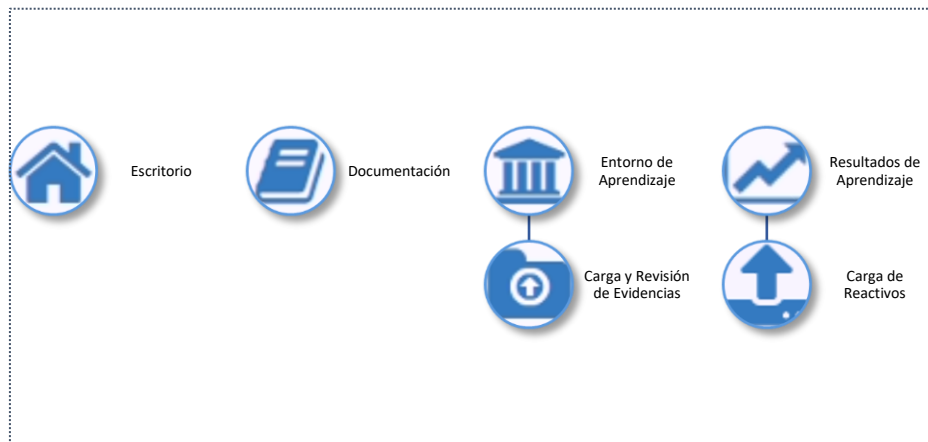 Escritorio
Documentación
Entorno de
Aprendizaje
Resultados de
Aprendizaje
Carga y Revisión
de Evidencias
Carga de
Reactivos